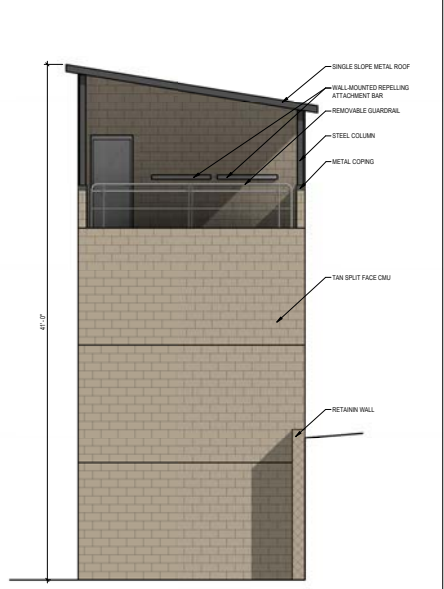 SINGLE SLOPE METAL ROOF
WALL-MOUNTED REPELLING
ATTACHMENT BAR
REMOVABLE GUARDRAIL
STEEL COLUMN
METAL COPING
TAN SPLIT FACE CMU
41'-0"
RETAININ WALL